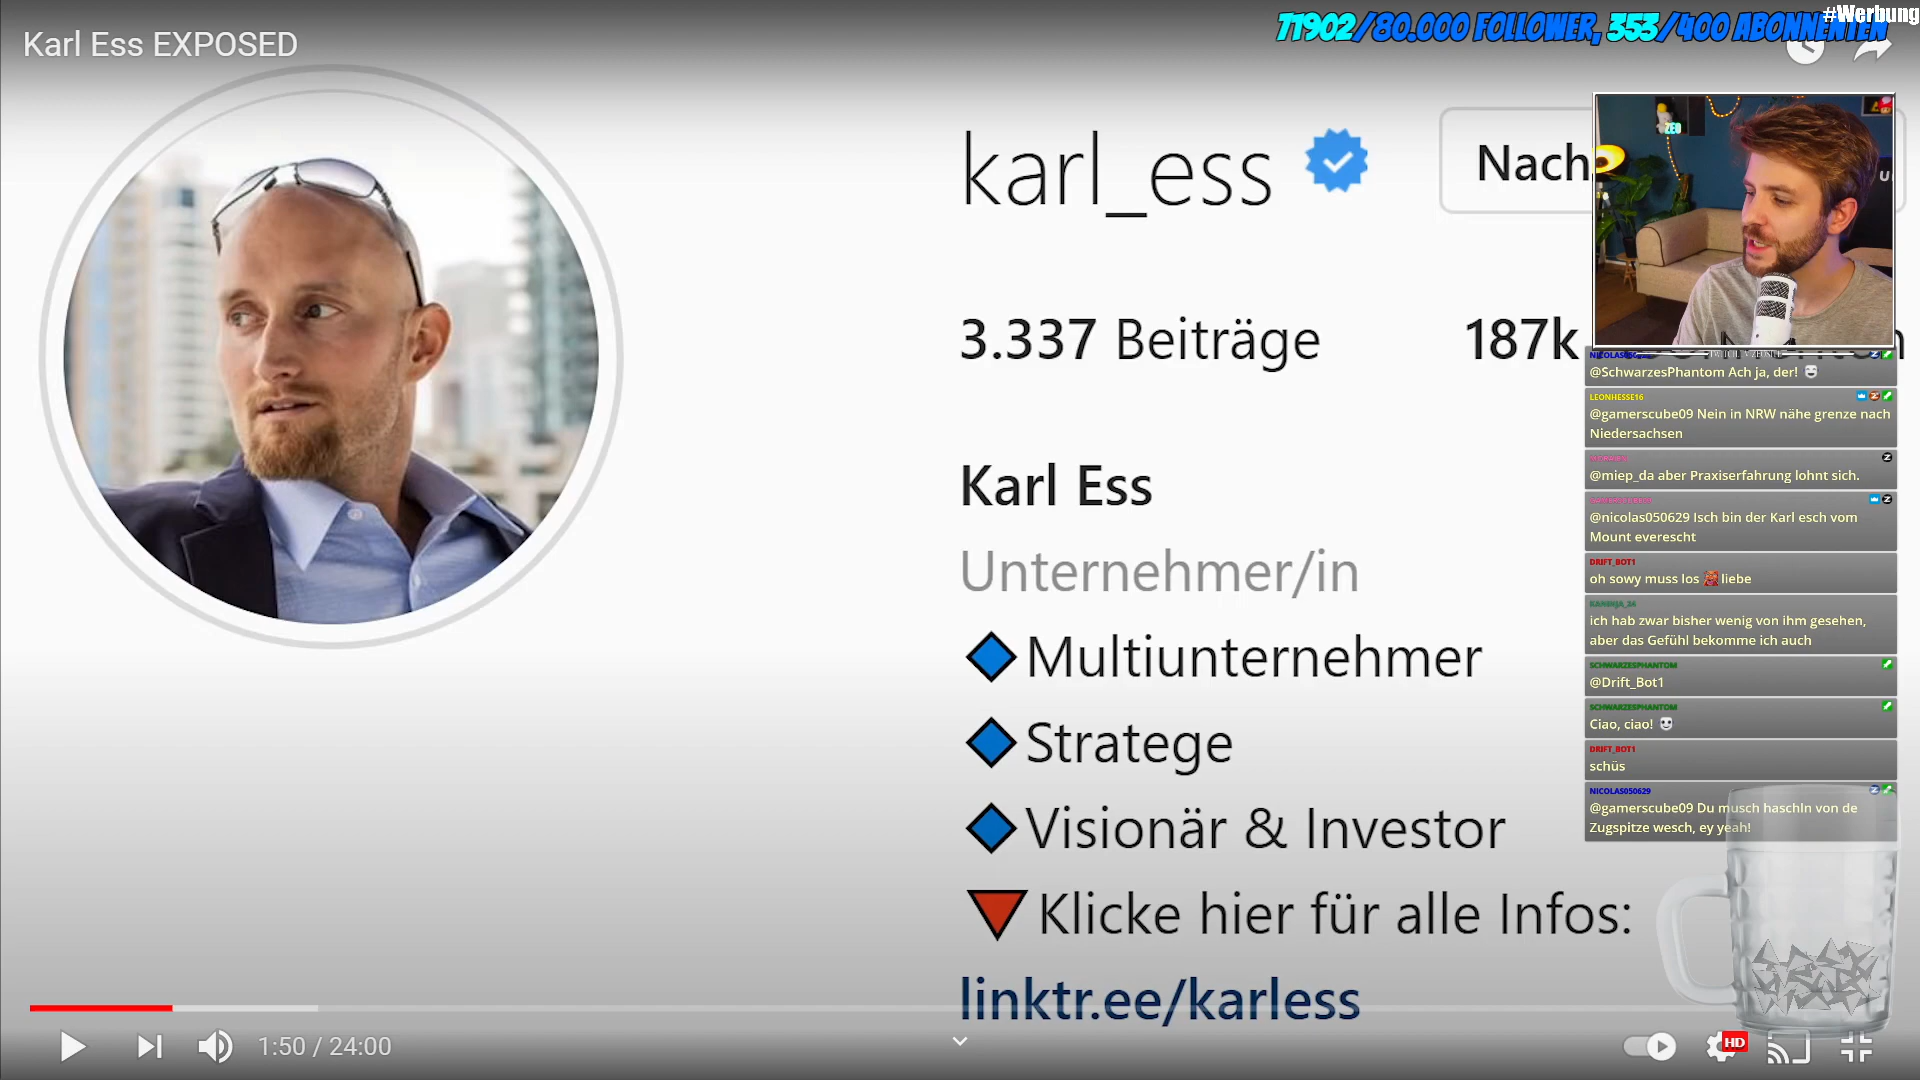 Karl Ess EXPOSED
71902/80.000 FOLLOWER, 353/400 ABONNENTEN
#Werbung
karl_ess
Nach
3.337 Beiträge
187k
Karl Ess
Unternehmer/in
Multiunternehmer
Stratege
Visionär & Investor
Klicke hier für alle Infos:
linktr.ee/karless
ZEO
@SchwarzesPhantom Ach ja, der!
LEONHESSE16
@gamerscube09 Nein in NRW nähe grenze nach
Niedersachsen
@miep_da aber Praxiserfahrung lohnt sich.
@nicolas050629 Isch bin der Karl esch vom
Mount everescht
DRIFT_BOT1
oh sowy muss los liebe
ich hab zwar bisher wenig von ihm gesehen,
aber das Gefühl bekomme ich auch
SCHWARZESPHANTOM
@Drift_Bot1
SCHWARZESPHANTOM
Ciao, ciao!
DRIFT_BOT1
schüs
NICOLAS050629
@gamerscube09 Du musch haschln von de
Zugspitze wesch, ey yeah!
1:50 / 24:00
HD